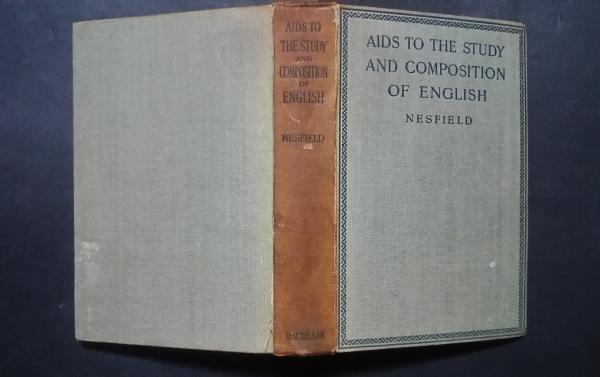 AIDS TO
THE STUDY
AND
COMPOSITION
OF
ENGLISH
NESFIELD
MACMILLAN
AIDS TO THE STUDY
AND COMPOSITION
OF ENGLISH
NESFIELD